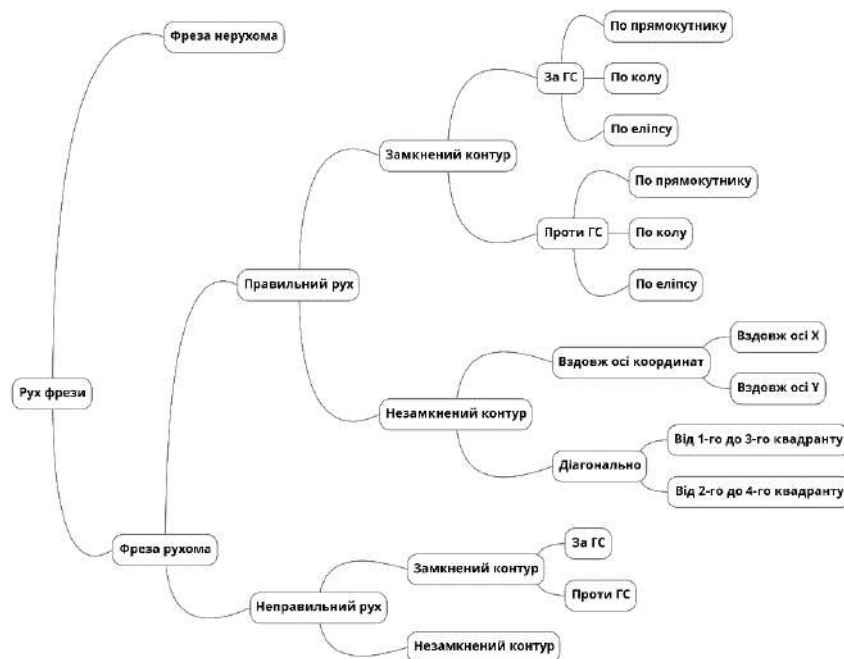 Фреза нерухома
По прямокутнику
За ГС
По колу
По еліпсу
Замкнений контур
По прямокутнику
Проти ГС
По колу
По еліпсу
Правильний рух
Вздовж осі X
Вздовж осі координат
Вздовж осі Y
Рух фрези
Незамкнений контур
Від 1-го до 3-го квадранту
Діагонально
Від 2-го до 4-го квадранту
Фреза рухома
За ГС
Замкнений контур
Проти ГС
Неправильний рух
Незамкнений контур